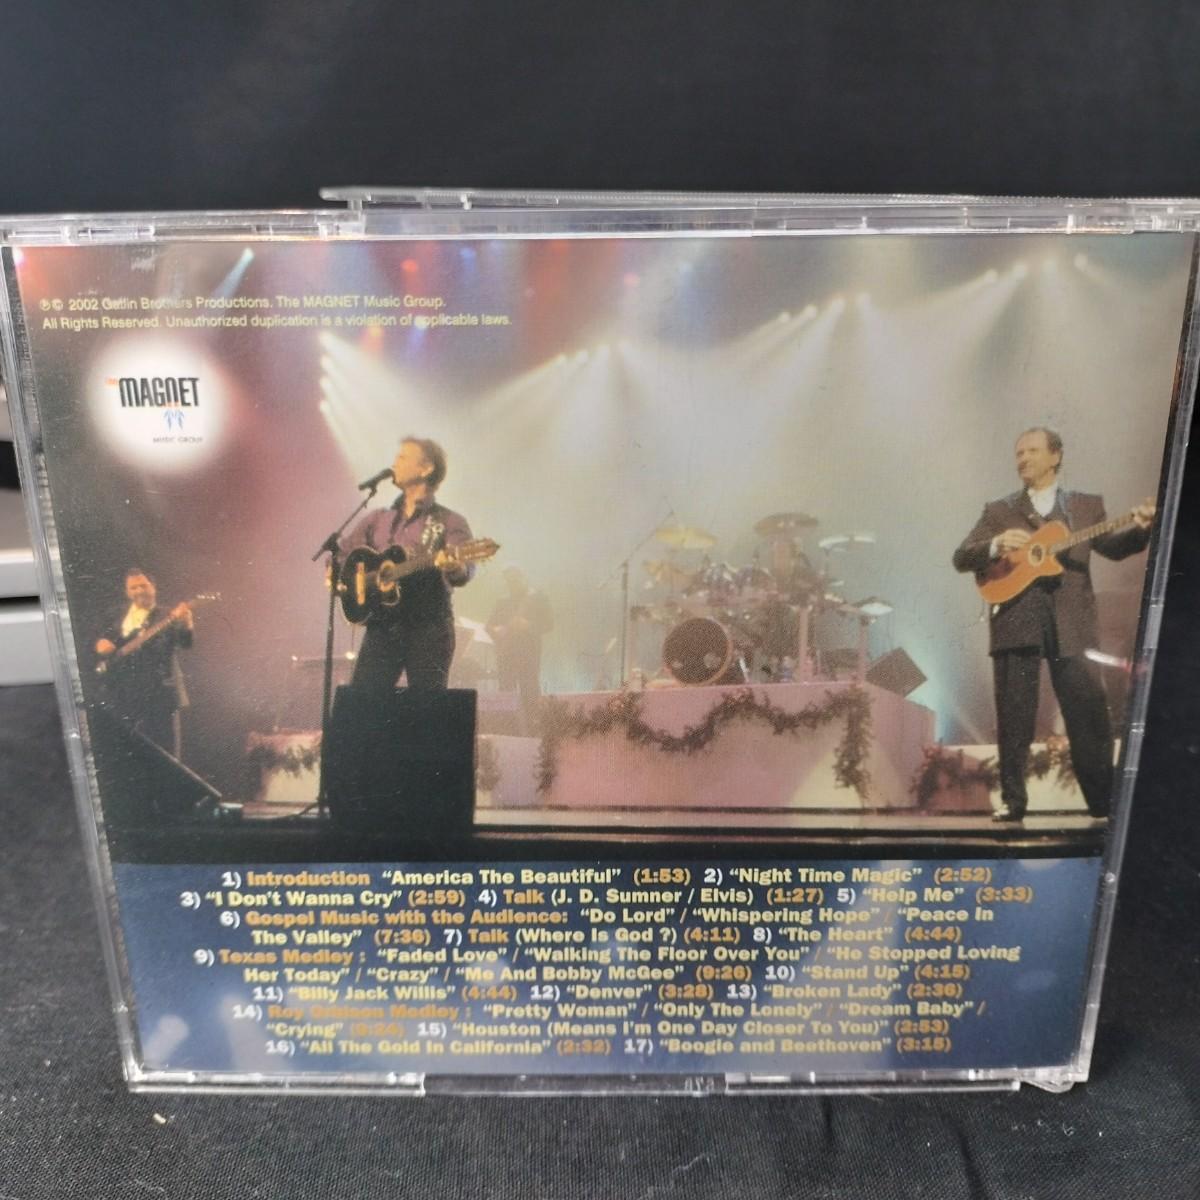 ℗© 2002 Gatlin Brothers Productions. The MAGNET Music Group.
All Rights Reserved. Unauthorized duplication is a violation of applicable laws.
THE MAGNET
MUSIC GROUP
1) Introduction "America The Beautiful" (1:53) 2) "Night Time Magic" (2:52)
3) "I Don't Wanna Cry" (2:59) 4) Talk (J. D. Sumner / Elvis) (1:27) 5) "Help Me" (3:33)
6) Gospel Music with the Audience: "Do Lord" / "Whispering Hope" / "Peace In
The Valley" (7:36) 7) Talk (Where Is God ?) (4:11) 8) "The Heart" (4:44)
9) Texas Medley : "Faded Love" / "Walking The Floor Over You" / "He Stopped Loving
Her Today" / "Crazy" / "Me And Bobby McGee" (9:26) 10) "Stand Up" (4:15)
11) "Billy Jack Willis" (4:44) 12) "Denver" (3:28) 13) "Broken Lady" (2:36)
14) Roy Orbison Medley : "Pretty Woman" / "Only The Lonely" / "Dream Baby" /
"Crying" 15) "Houston (Means I'm One Day Closer To You)" (2:53)
16) "All The Gold In California" (2:32) 17) "Boogie and Beethoven" (3:15)